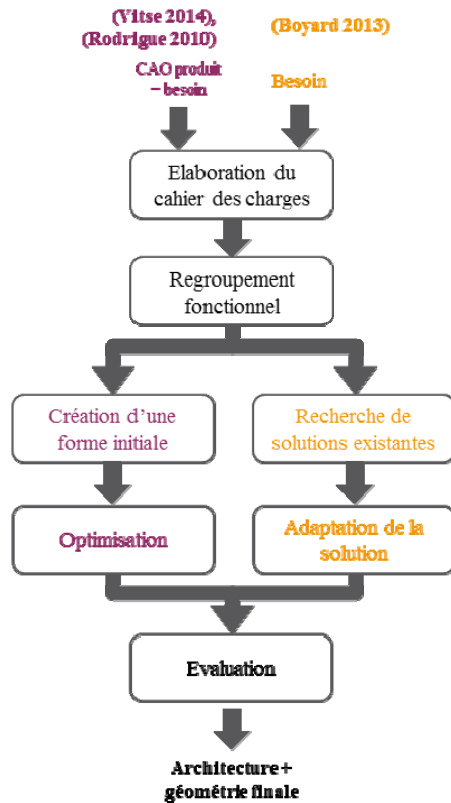 (Vitse 2014),
(Rodrigue 2010)
(Boyard 2013)
CAO produit
– besoin
Besoin
Elaboration du
cahier des charges
Regroupement
fonctionnel
Création d'une
forme initiale
Recherche de
solutions existantes
Optimisation
Adaptation de la
solution
Evaluation
Architecture +
géométrie finale